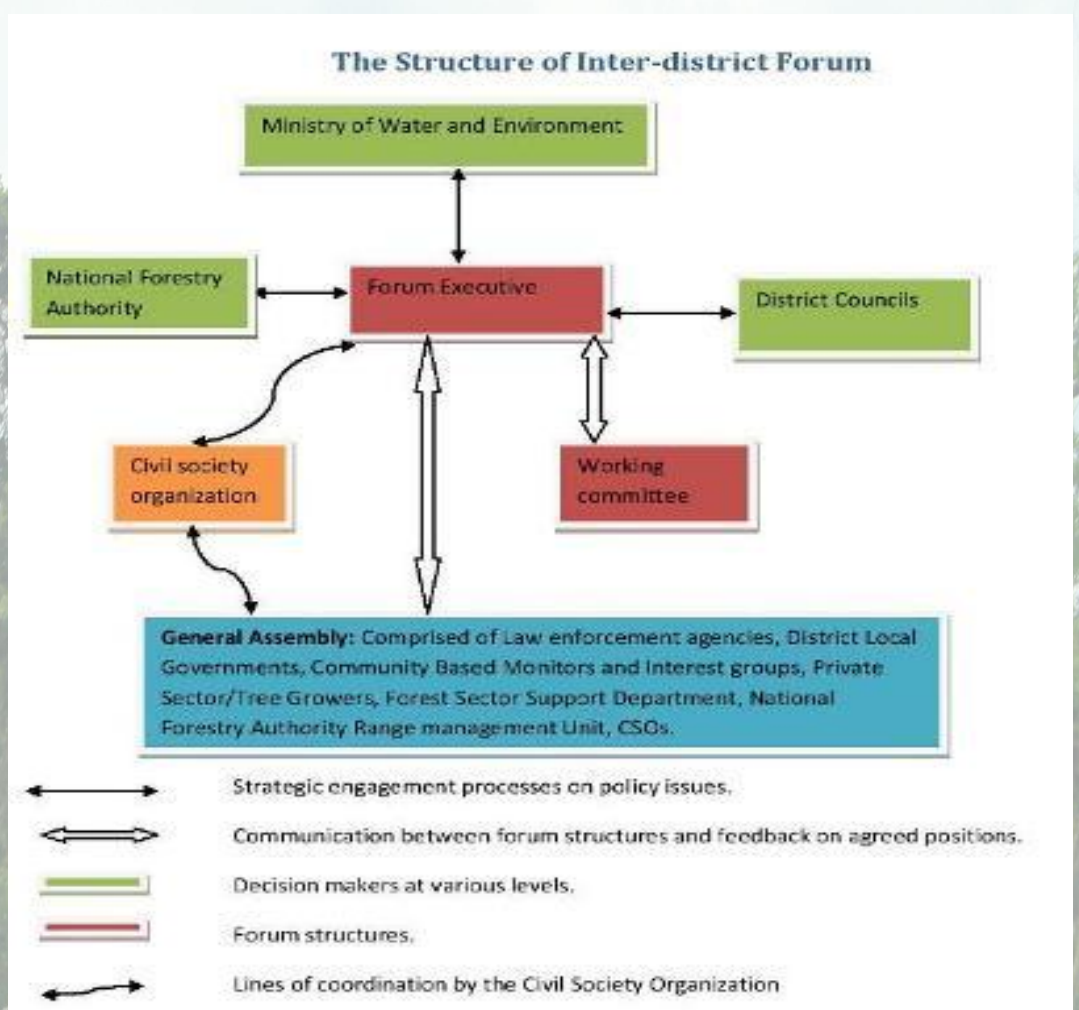 The Structure of Inter-district Forum
Ministry of Water and Environment
National Forestry
Authority
Forum Executive
District Councils
Civil society
organization
Working
committee
General Assembly: Comprised of Law enforcement agencies, District Local
Governments, Community Based Monitors and Interest groups, Private
Sector/Tree Growers, Forest Sector Support Department, National
Forestry Authority Range management Unit, CSOs.
Strategic engagement processes on policy issues.
Communication between forum structures and feedback on agreed positions.
Decision makers at various levels.
Forum structures.
Lines of coordination by the Civil Society Organization